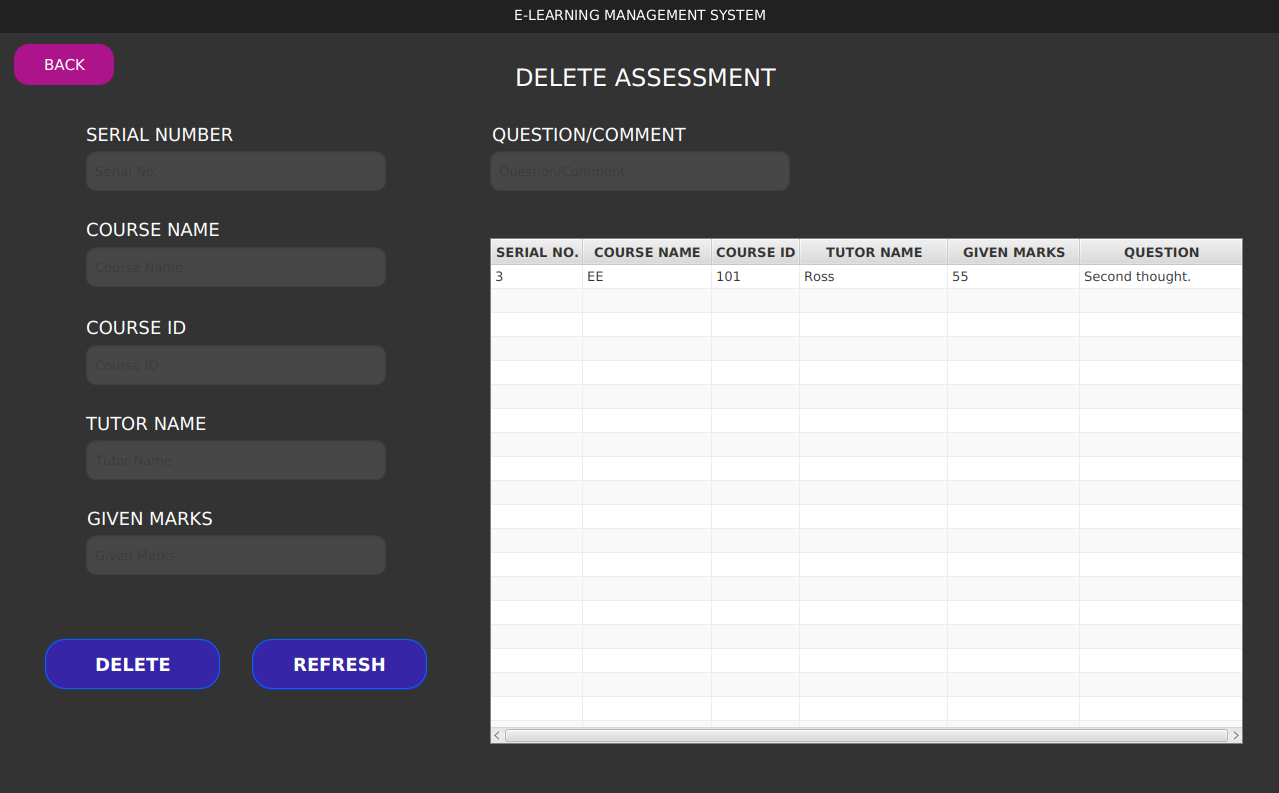 E-LEARNING MANAGEMENT SYSTEM
BACK
DELETE ASSESSMENT
SERIAL NUMBER
Serial No.
COURSE NAME
Course Name
COURSE ID
Course ID
TUTOR NAME
Tutor Name
GIVEN MARKS
Given Marks
DELETE REFRESH
QUESTION/COMMENT
Question/Comment
SERIAL NO. COURSE NAME COURSE ID TUTOR NAME GIVEN MARKS QUESTION
3 EE 101 Ross 55 Second thought.